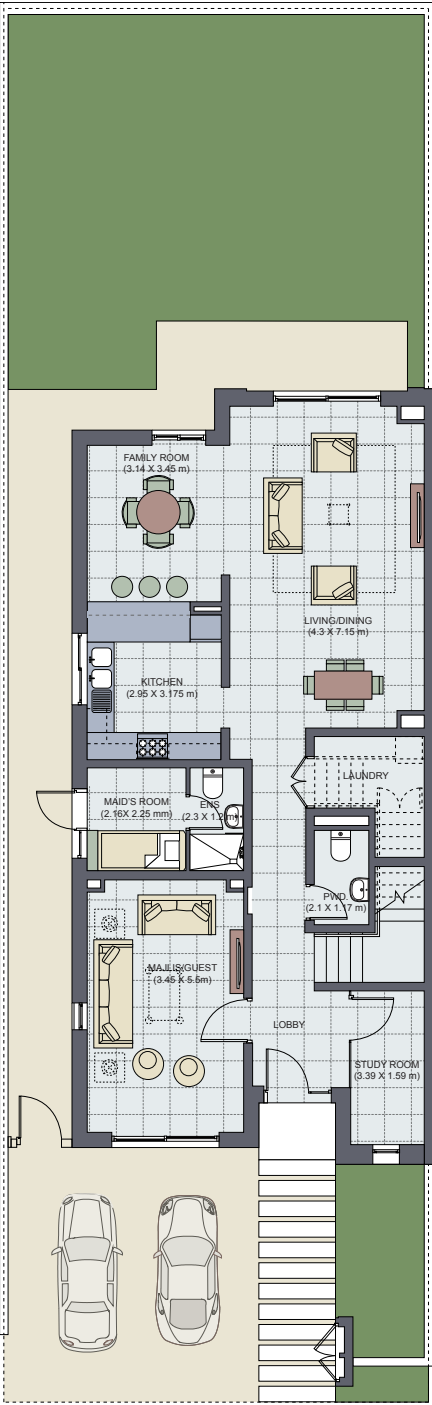 FAMILY ROOM
(3.14 X 3.45 m)
LIVING/DINING
(4.3 X 7.15 m)
KITCHEN
(2.95 X 3.175 m)
LAUNDRY
MAID'S ROOM
(2.16X 2.25 mm)
ENS
(2.3 X 1.2m)
PWD.
(2.1 X 1.17 m)
MAJLIS/GUEST
(3.45 X 5.5m)
LOBBY
STUDY ROOM
(3.39 X 1.59 m)